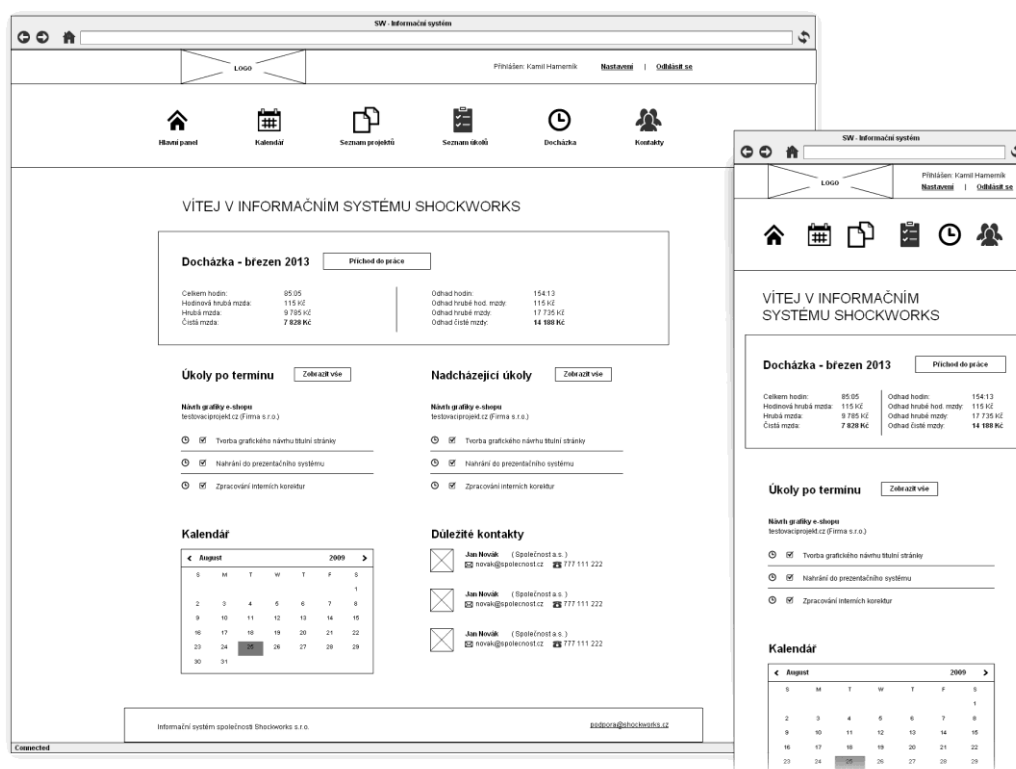 SW - Informační systém
LOGO
Přihlášen: Kamil Hamerník Nastavení | Odhlásit se
Hlavní panel Kalendář Seznam projektů Seznam úkolů Docházka Kontakty
VÍTEJ V INFORMAČNÍM SYSTÉMU SHOCKWORKS
Docházka - březen 2013 Příchod do práce
Celkem hodin: 85:05 Odhad hodin: 154:13
Hodinová hrubá mzda: 115 Kč Odhad hrubé hod. mzdy: 115 Kč
Hrubá mzda: 9 785 Kč Odhad hrubé mzdy: 17 735 Kč
Čistá mzda: 7 828 Kč Odhad čisté mzdy: 14 188 Kč
Úkoly po termínu Zobrazit vše Nadcházející úkoly Zobrazit vše
Návrh grafiky e-shopu Návrh grafiky e-shopu
testovaciprojekt.cz (Firma s.r.o.) testovaciprojekt.cz (Firma s.r.o.)
Tvorba grafického návrhu titulní stránky Tvorba grafického návrhu titulní stránky
Nahrání do prezentačního systému Nahrání do prezentačního systému
Zpracování interních korektur Zpracování interních korektur
Kalendář Důležité kontakty
August 2009
S M T W T F S
1
2 3 4 5 6 7 8
9 10 11 12 13 14 15
16 17 18 19 20 21 22
23 24 25 26 27 28 29
30 31
Jan Novák (Společnost a.s.)
novak@spolecnost.cz 777 111 222
Jan Novák (Společnost a.s.)
novak@spolecnost.cz 777 111 222
Jan Novák (Společnost a.s.)
novak@spolecnost.cz 777 111 222
Informační systém společnosti Shockworks s.r.o. podpora@shockworks.cz
Connected
SW - Informační systém
LOGO
Přihlášen: Kamil Hamerník
Nastavení | Odhlásit se
VÍTEJ V INFORMAČNÍM
SYSTÉMU SHOCKWORKS
Docházka - březen 2013 Příchod do práce
Celkem hodin: 85:05 Odhad hodin: 154:13
Hodinová hrubá mzda: 115 Kč Odhad hrubé hod. mzdy: 115 Kč
Hrubá mzda: 9 785 Kč Odhad hrubé mzdy: 17 735 Kč
Čistá mzda: 7 828 Kč Odhad čisté mzdy: 14 188 Kč
Úkoly po termínu Zobrazit vše
Návrh grafiky e-shopu
testovaciprojekt.cz (Firma s.r.o.)
Tvorba grafického návrhu titulní stránky
Nahrání do prezentačního systému
Zpracování interních korektur
Kalendář
August 2009
S M T W T F S
1
2 3 4 5 6 7 8
9 10 11 12 13 14 15
16 17 18 19 20 21 22
23 24 25 26 27 28 29